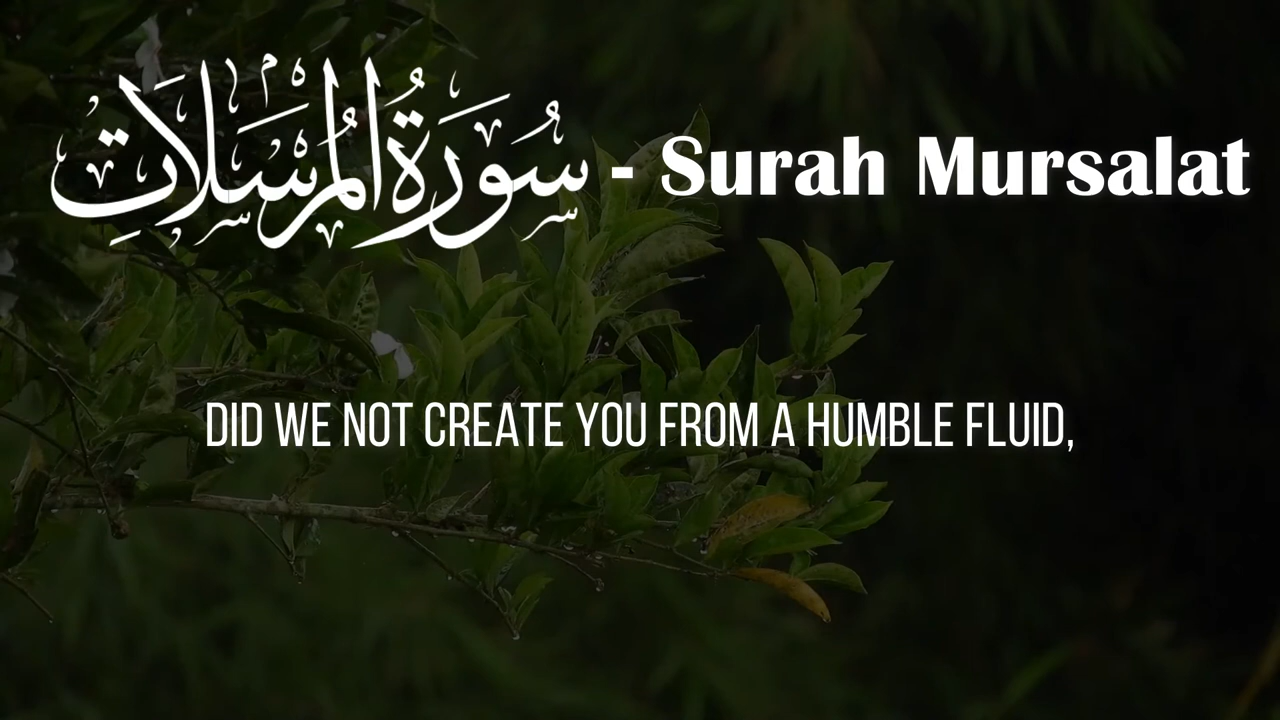 سُورَةُ المُرْسَلَات - Surah Mursalat
DID WE NOT CREATE YOU FROM A HUMBLE FLUID,